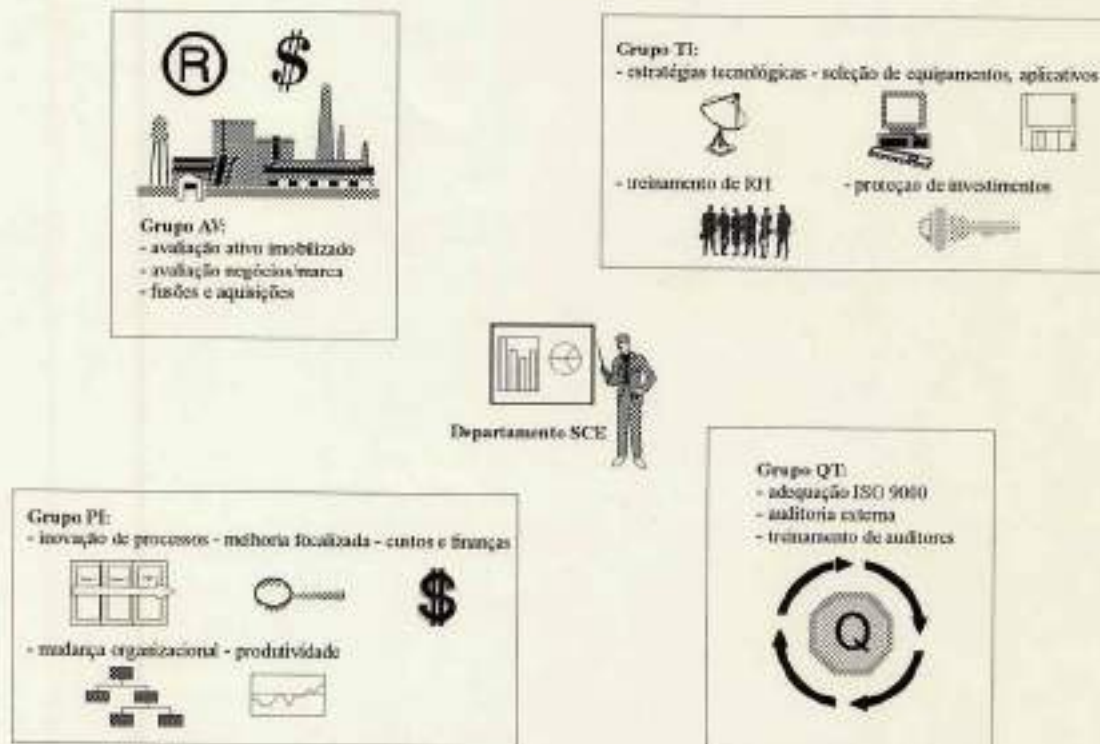 ®
$
Grupo AV:
- avaliação ativo imobilizado
- avaliação negócios/marca
- fusões e aquisições
Grupo TI:
- estratégias tecnológicas - seleção de equipamentos, aplicativos
- treinamento de RH - proteção de investimentos
Departamento SCE
Grupo PE:
- inovação de processos - melhoria focalizada - custos e finanças
$
- mudança organizacional - produtividade
Grupo QT:
- adequação ISO 9000
- auditoria externa
- treinamento de auditores
Q